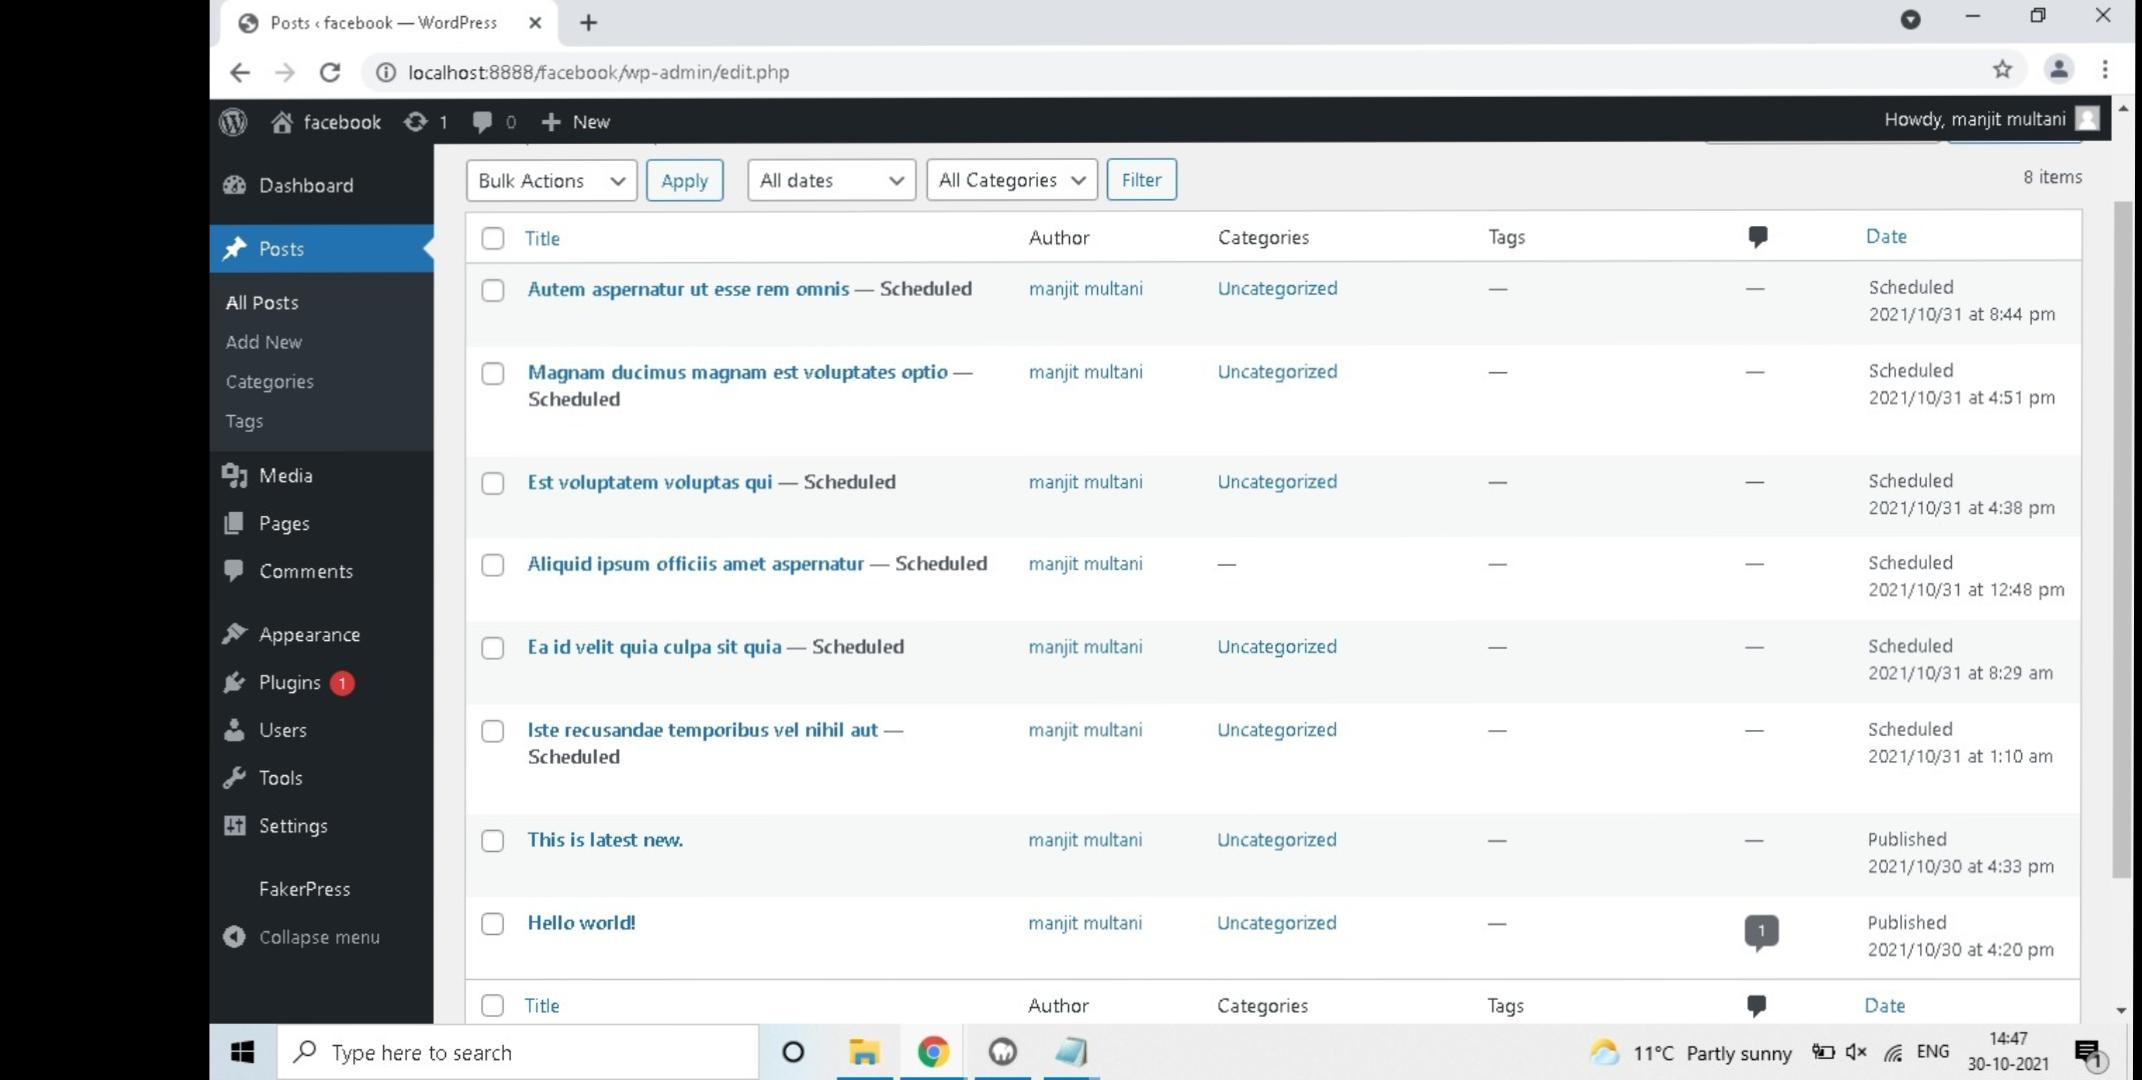 Posts ‹ facebook — WordPress
localhost:8888/facebook/wp-admin/edit.php
facebook 1 0 New
Howdy, manjit multani
Dashboard
Posts
All Posts
Add New
Categories
Tags
Media
Pages
Comments
Appearance
Plugins 1
Users
Tools
Settings
FakerPress
Collapse menu
Bulk Actions Apply All dates All Categories Filter 8 items
Title Author Categories Tags Date
Autem aspernatur ut esse rem omnis — Scheduled manjit multani Uncategorized — — Scheduled
2021/10/31 at 8:44 pm
Magnam ducimus magnam est voluptates optio — manjit multani Uncategorized — — Scheduled
Scheduled 2021/10/31 at 4:51 pm
Est voluptatem voluptas qui — Scheduled manjit multani Uncategorized — — Scheduled
2021/10/31 at 4:38 pm
Aliquid ipsum officiis amet aspernatur — Scheduled manjit multani — — — Scheduled
2021/10/31 at 12:48 pm
Ea id velit quia culpa sit quia — Scheduled manjit multani Uncategorized — — Scheduled
2021/10/31 at 8:29 am
Iste recusandae temporibus vel nihil aut — manjit multani Uncategorized — — Scheduled
Scheduled 2021/10/31 at 1:10 am
This is latest new. manjit multani Uncategorized — — Published
2021/10/30 at 4:33 pm
Hello world! manjit multani Uncategorized — 1 Published
2021/10/30 at 4:20 pm
Title Author Categories Tags Date
Type here to search
11°C Partly sunny ENG 14:47
30-10-2021
1